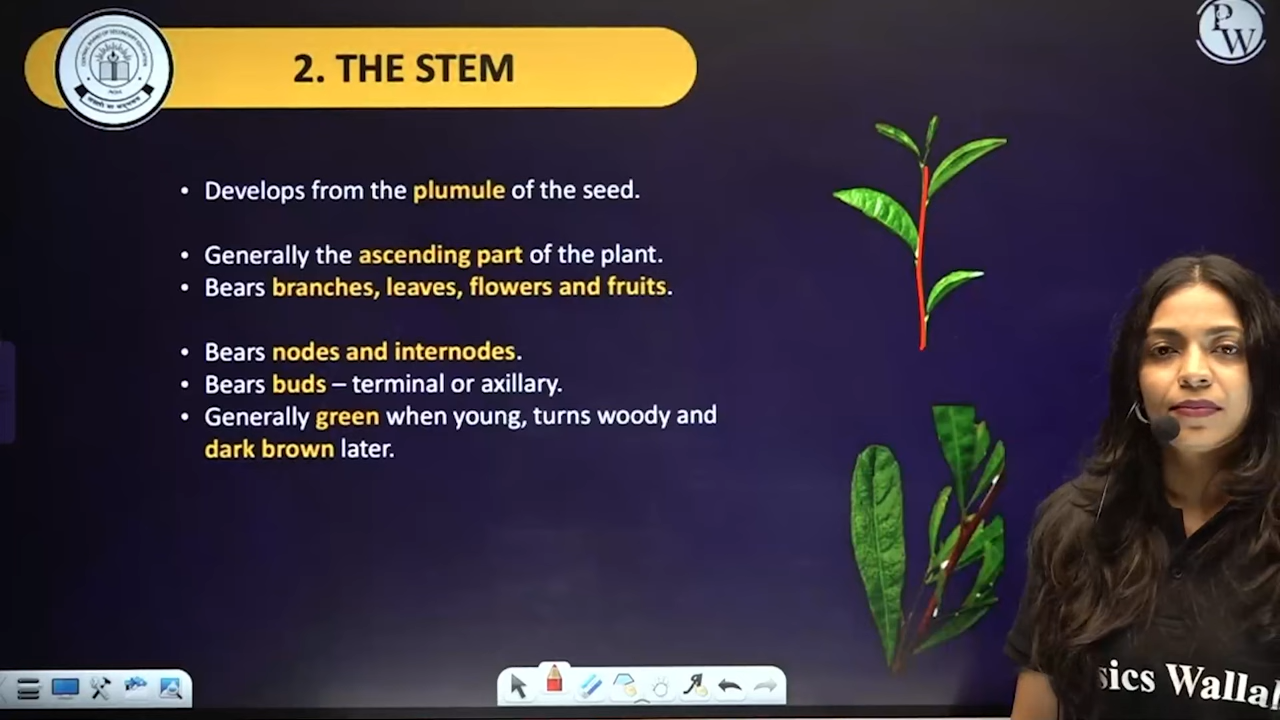 2. THE STEM
PW
• Develops from the plumule of the seed.
• Generally the ascending part of the plant.
• Bears branches, leaves, flowers and fruits.
• Bears nodes and internodes.
• Bears buds – terminal or axillary.
• Generally green when young, turns woody and
dark brown later.
sics Walla